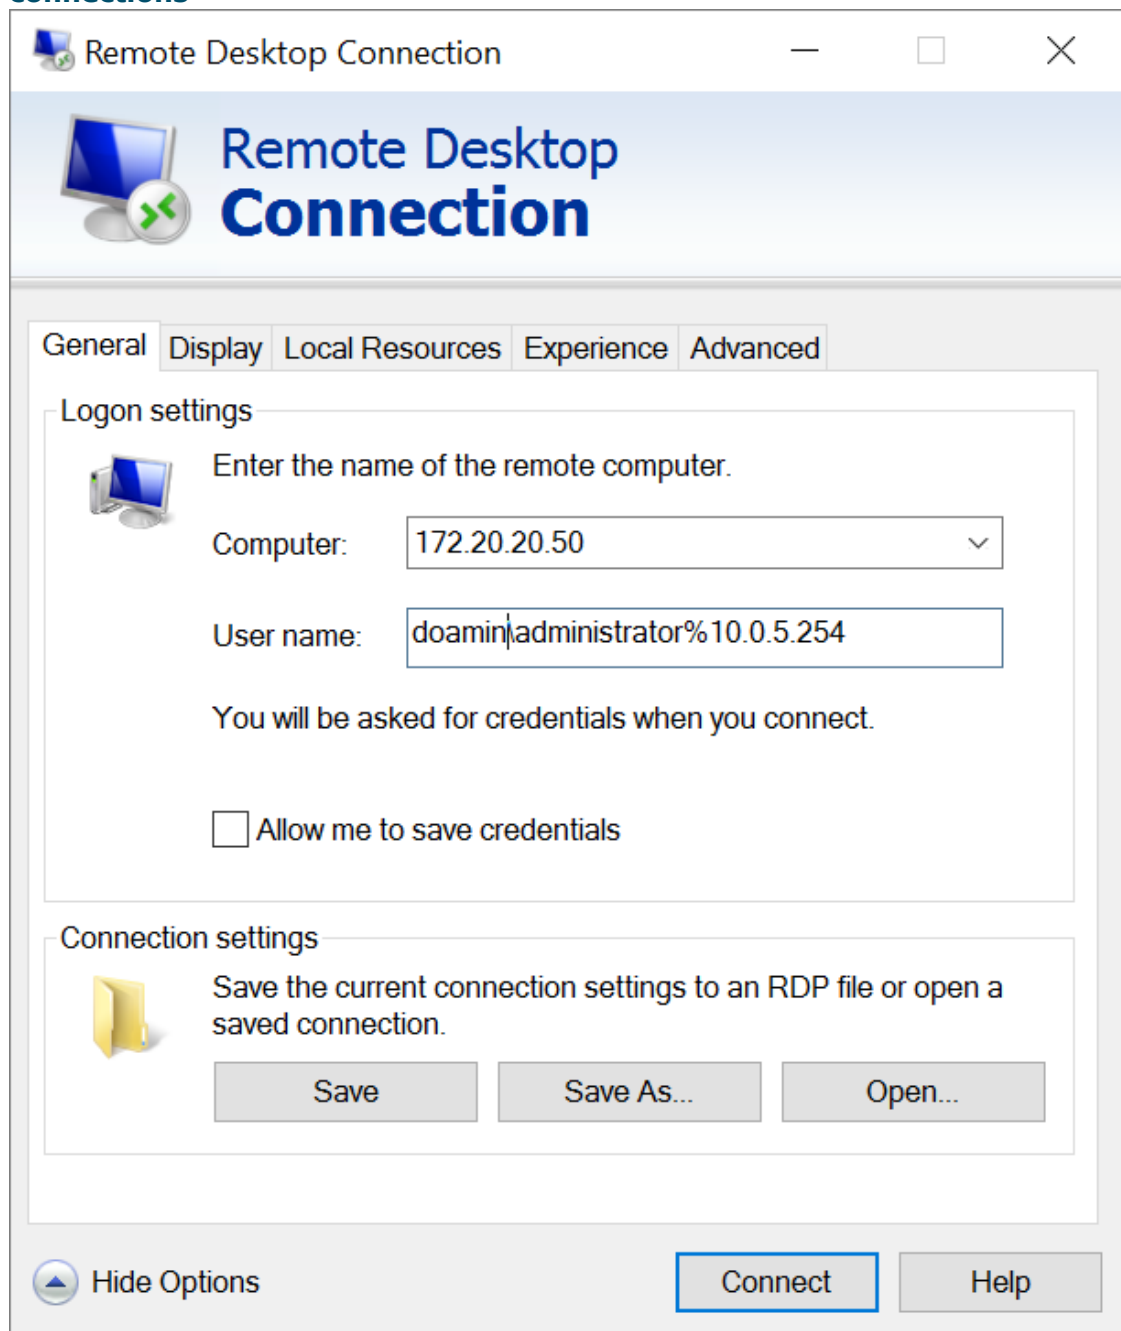 connections
Remote Desktop Connection
Remote Desktop
Connection
General Display Local Resources Experience Advanced
Logon settings
Enter the name of the remote computer.
Computer: 172.20.20.50
User name: doamin\administrator%10.0.5.254
You will be asked for credentials when you connect.
Allow me to save credentials
Connection settings
Save the current connection settings to an RDP file or open a
saved connection.
Save Save As... Open...
Hide Options Connect Help